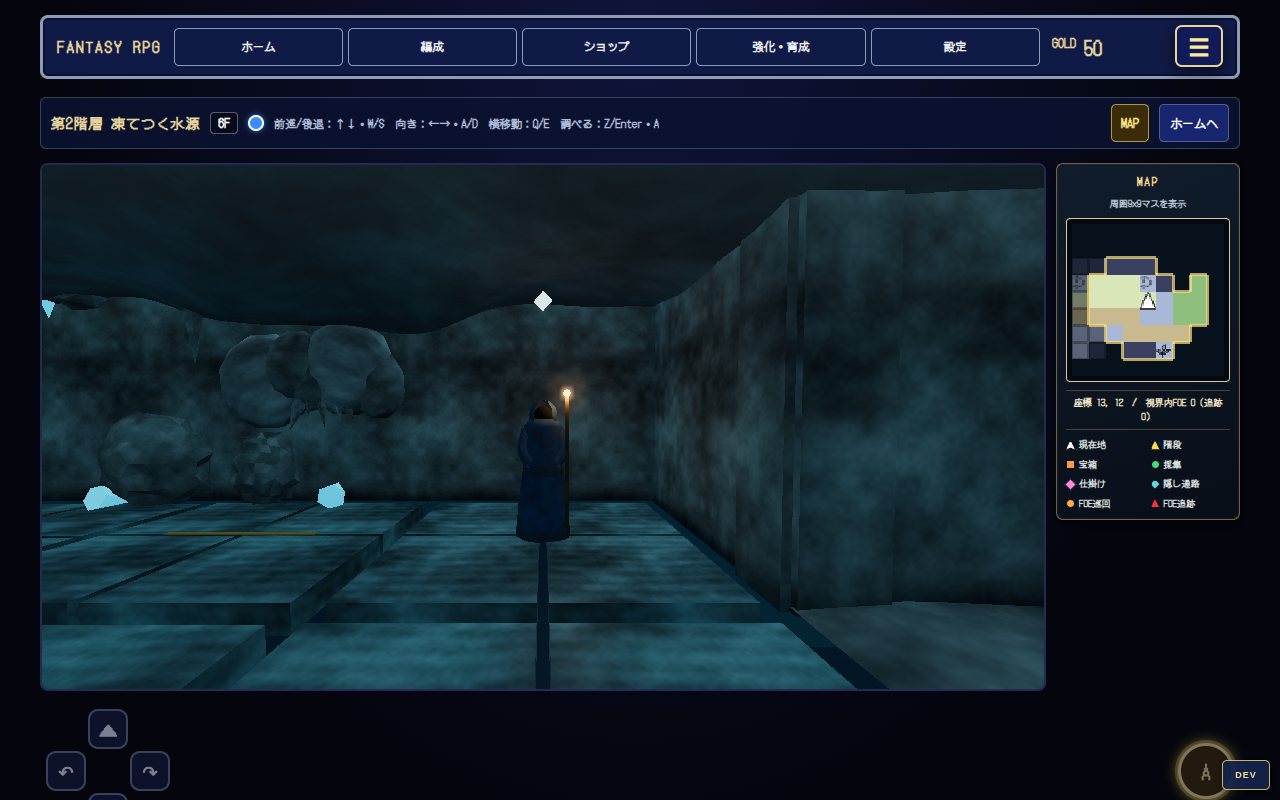 FANTASY RPG
ホーム
編成
ショップ
強化・育成
設定
GOLD 50
第2階層 凍てつく水源
6F
前進/後退：↑↓・W/S 向き：←→・A/D 横移動：Q/E 調べる：Z/Enter・A
MAP
ホームへ
MAP
周囲9x9マスを表示
座標 13, 12 / 視界内FOE 0（追跡
0）
現在地
階段
宝箱
採集
仕掛け
隠し通路
FOE巡回
FOE追跡
A
DEV